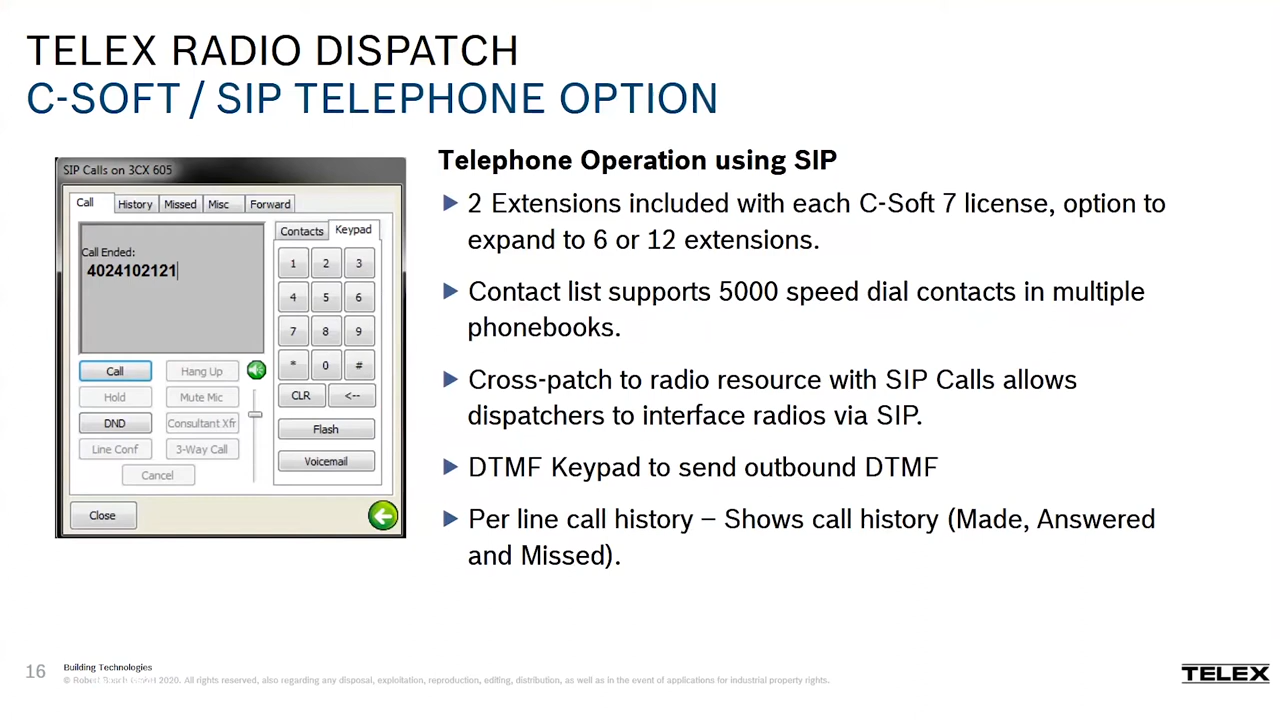 TELEX RADIO DISPATCH
C-SOFT / SIP TELEPHONE OPTION
SIP Calls on 3CX 605
Call History Missed Misc Forward
Call Ended:
4024102121
Contacts Keypad
1 2 3
4 5 6
7 8 9
* 0 #
CLR <--
Flash
Voicemail
Call Hang Up
Hold Mute Mic
DND Consultant Xfr
Line Conf 3-Way Call
Cancel
Close
Telephone Operation using SIP
2 Extensions included with each C-Soft 7 license, option to
expand to 6 or 12 extensions.
Contact list supports 5000 speed dial contacts in multiple
phonebooks.
Cross-patch to radio resource with SIP Calls allows
dispatchers to interface radios via SIP.
DTMF Keypad to send outbound DTMF
Per line call history – Shows call history (Made, Answered
and Missed).
16
Building Technologies
© Robert Bosch GmbH 2020. All rights reserved, also regarding any disposal, exploitation, reproduction, editing, distribution, as well as in the event of applications for industrial property rights.
TELEX